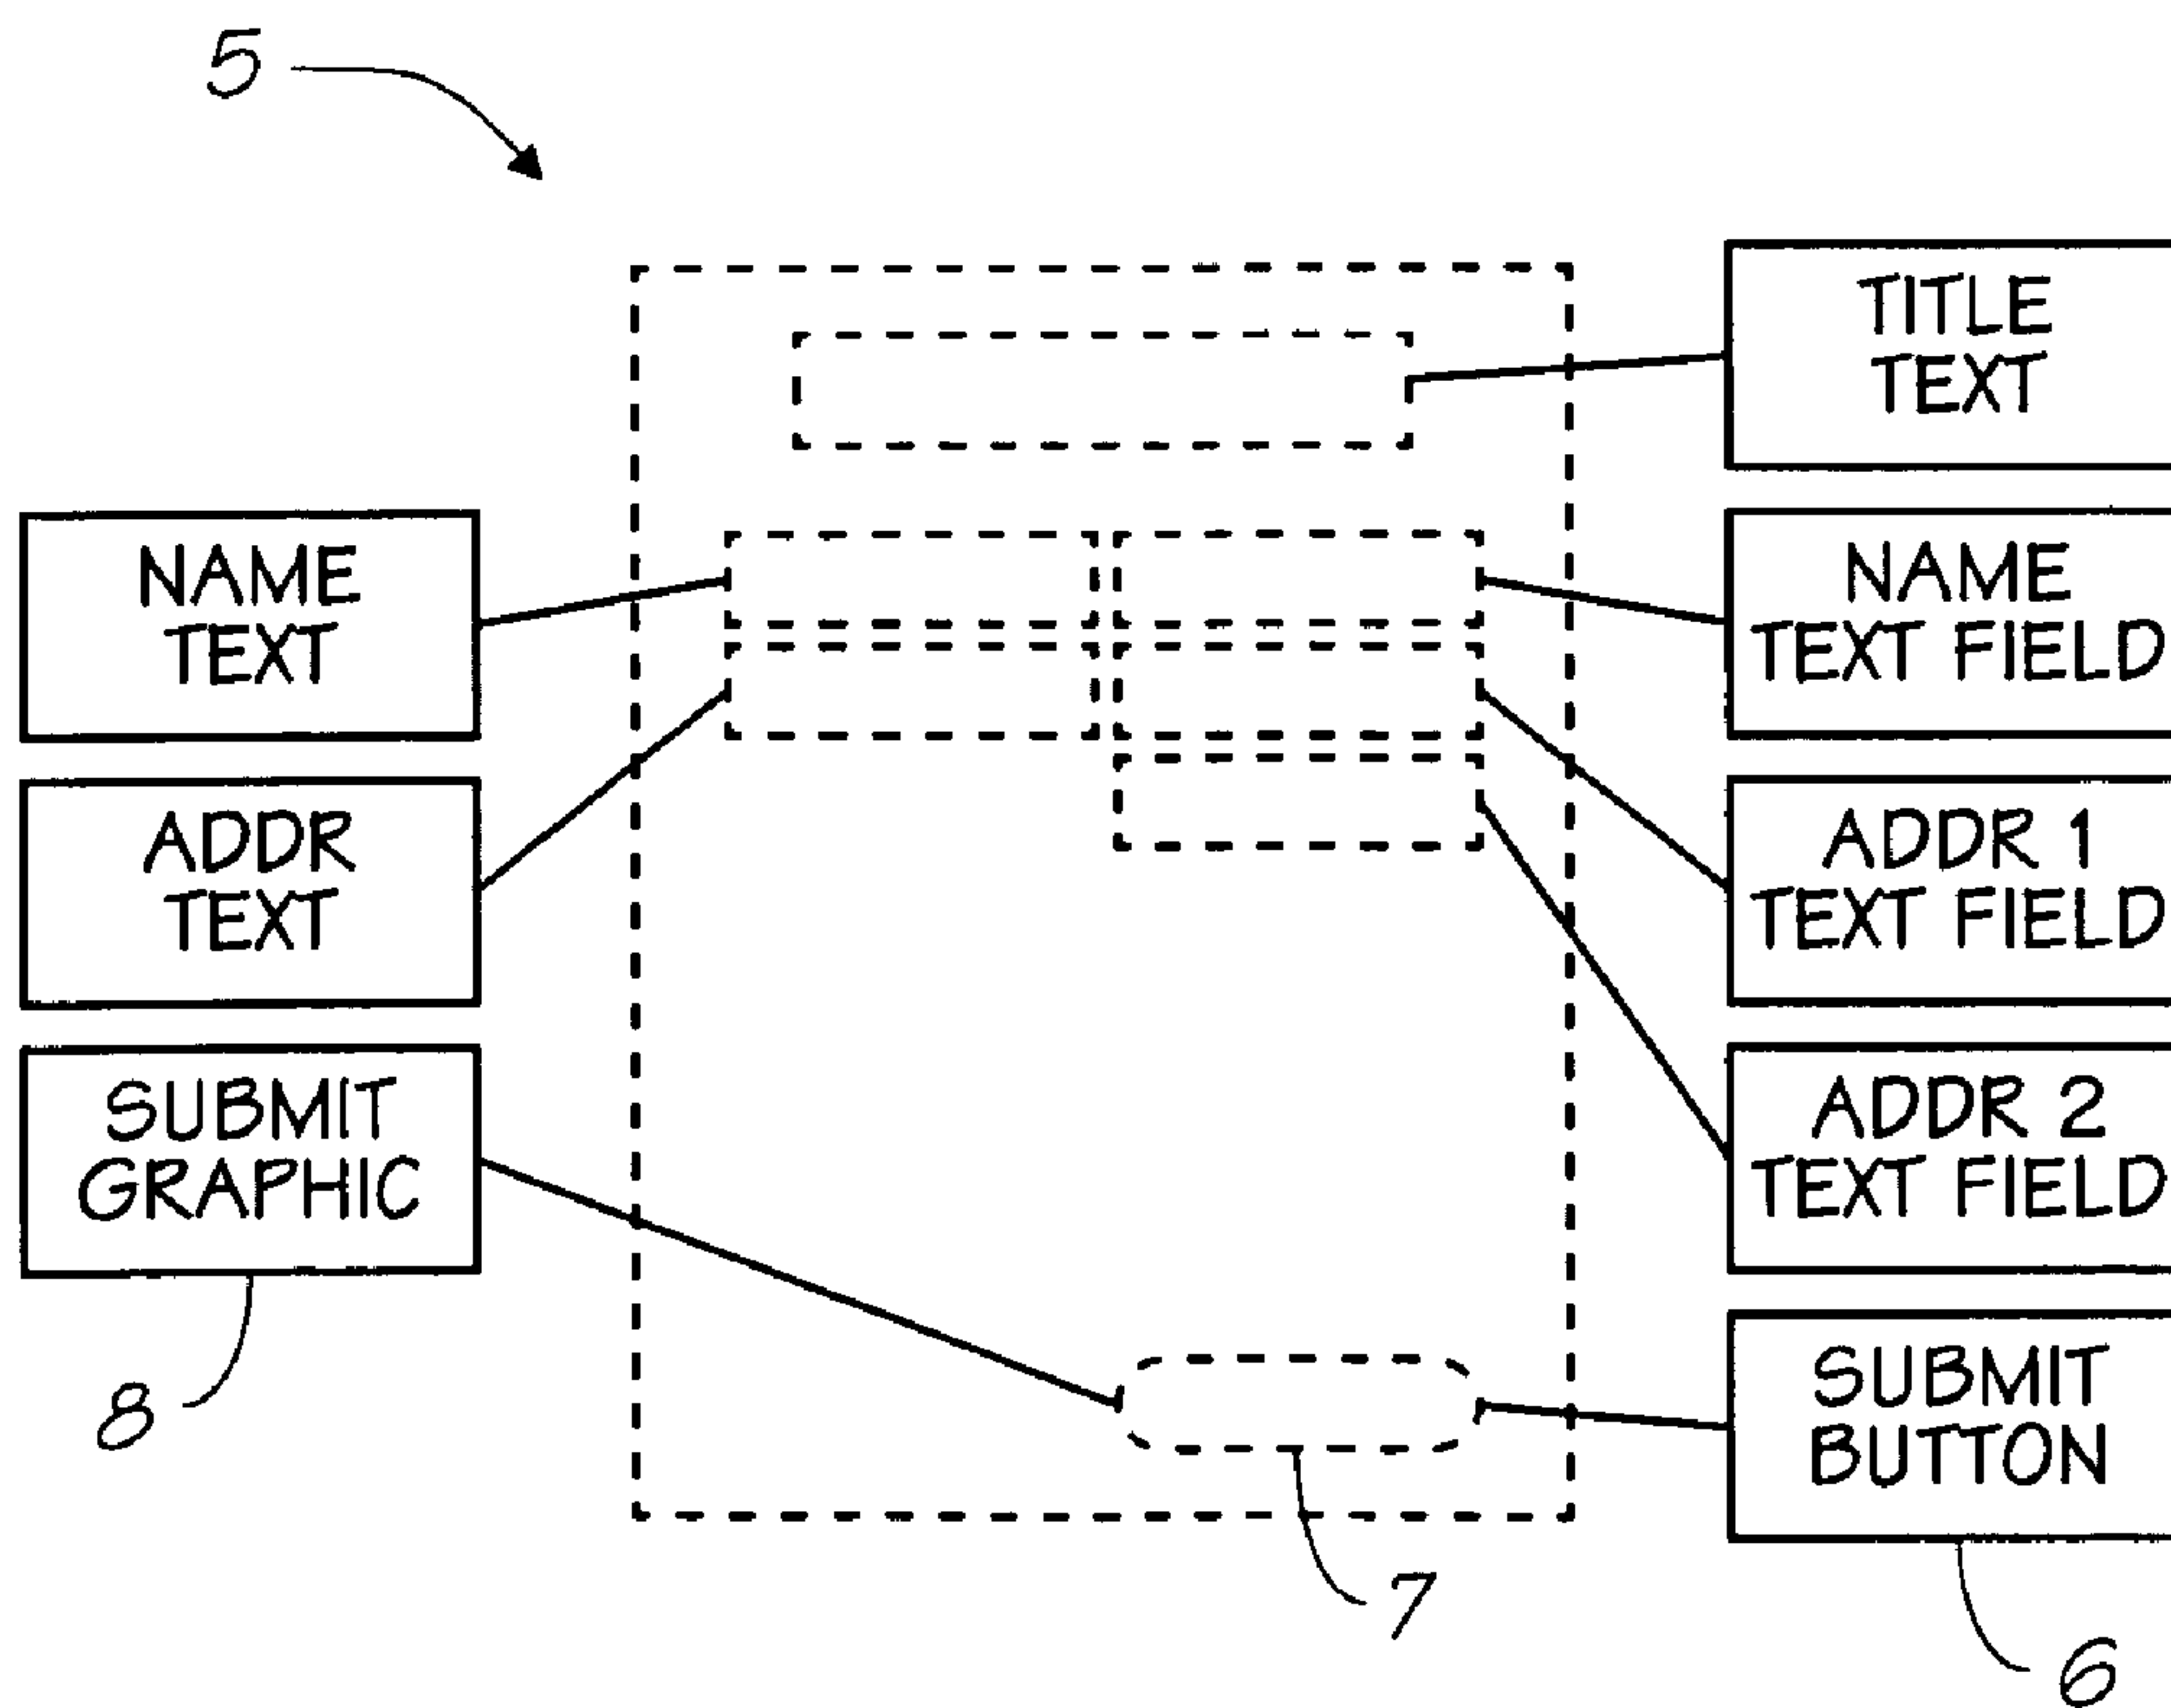 5
TITLE
TEXT
NAME
TEXT
NAME
TEXT FIELD
ADDR
TEXT
ADDR 1
TEXT FIELD
SUBMIT
GRAPHIC
ADDR 2
TEXT FIELD
SUBMIT
BUTTON
8
7
6